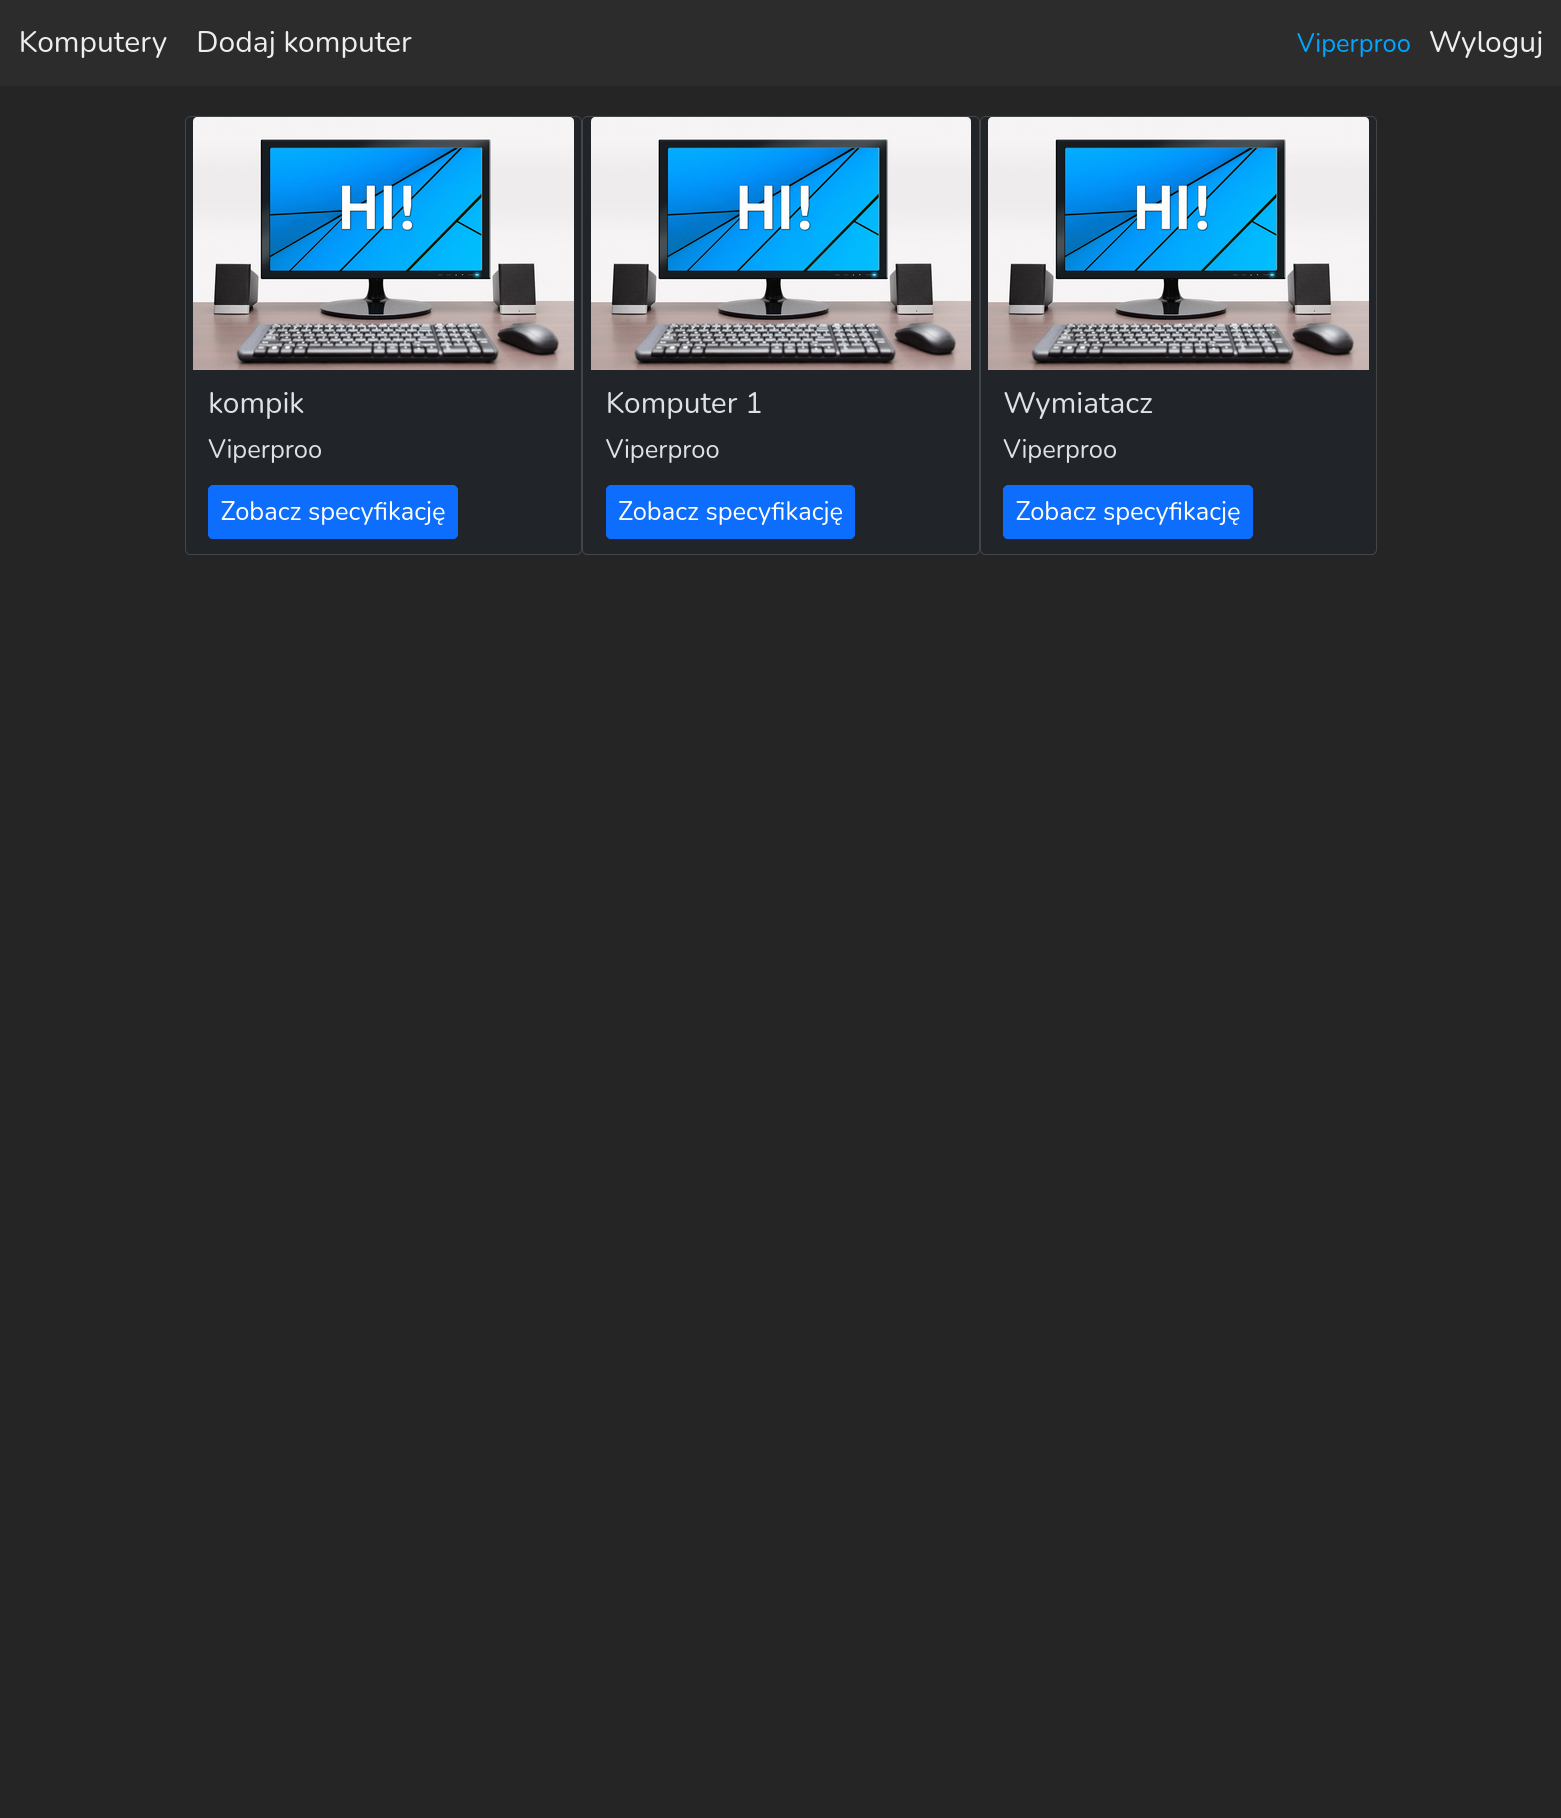 Komputery Dodaj komputer Viperproo Wyloguj
HI! HI! HI!
kompik Komputer 1 Wymiatacz
Viperproo Viperproo Viperproo
Zobacz specyfikację Zobacz specyfikację Zobacz specyfikację